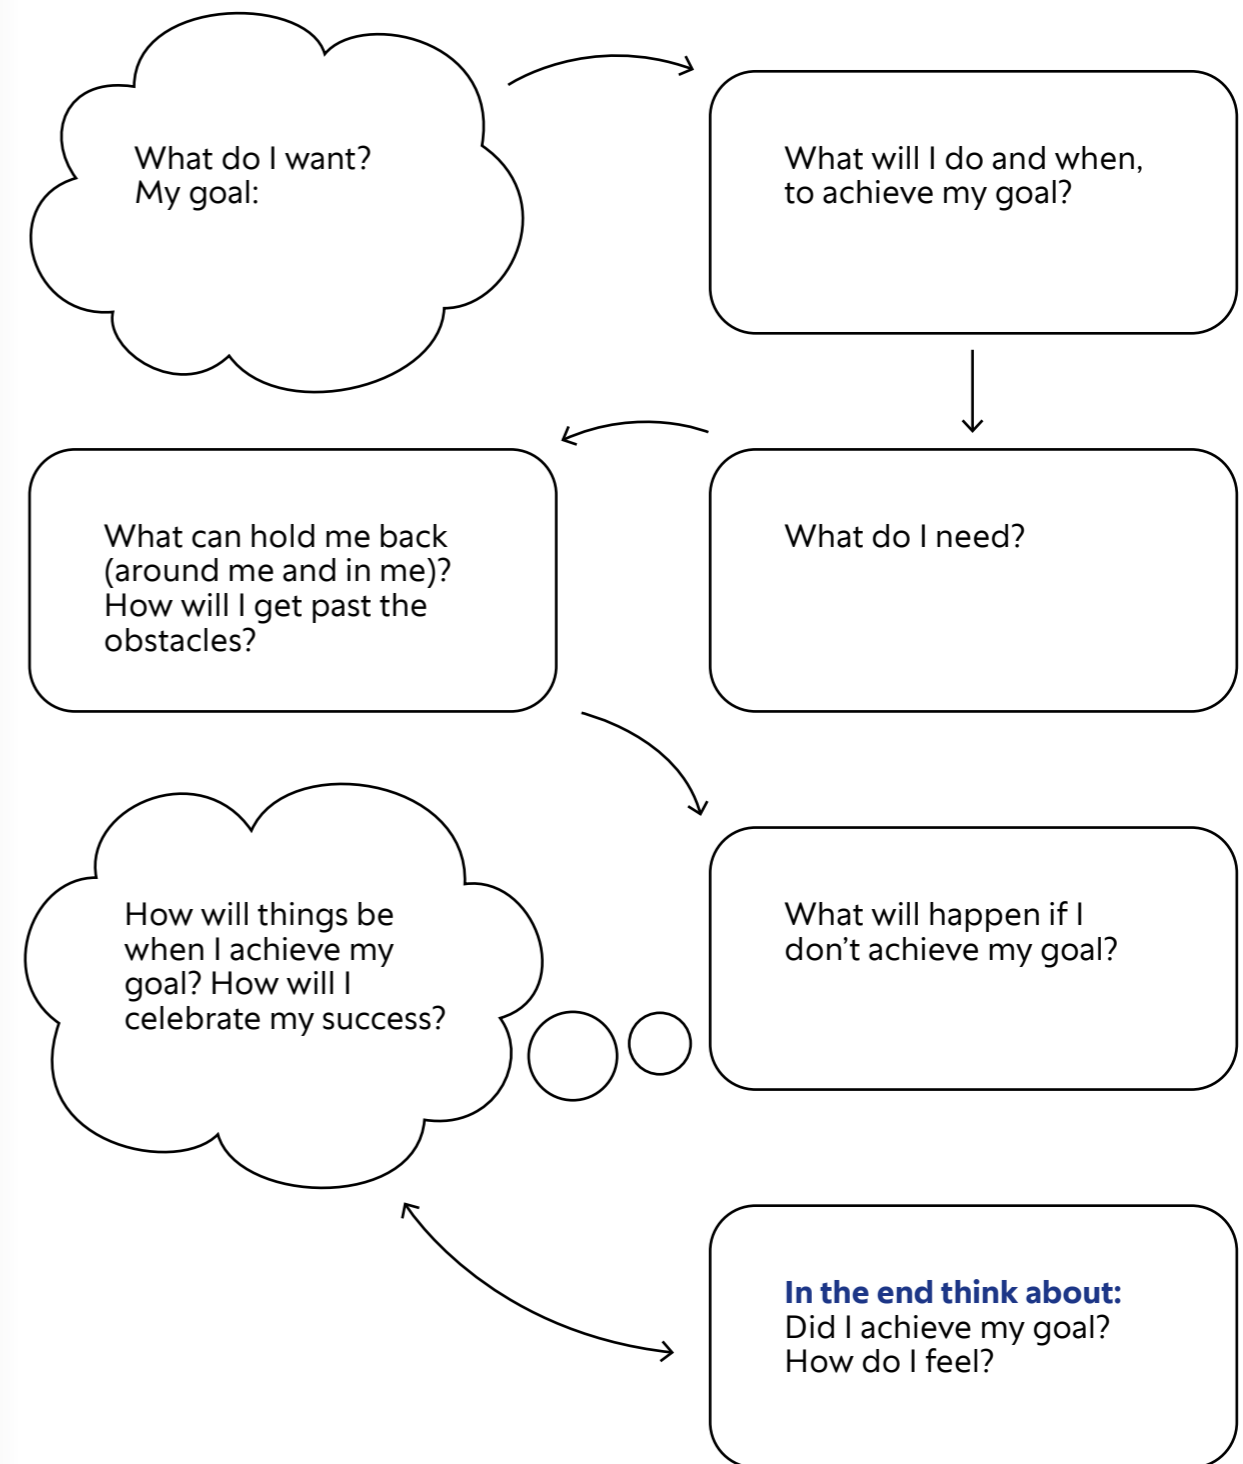 What do I want?
My goal:
What will I do and when,
to achieve my goal?
What do I need?
What can hold me back
(around me and in me)?
How will I get past the
obstacles?
What will happen if I
don’t achieve my goal?
How will things be
when I achieve my
goal? How will I
celebrate my success?
In the end think about:
Did I achieve my goal?
How do I feel?